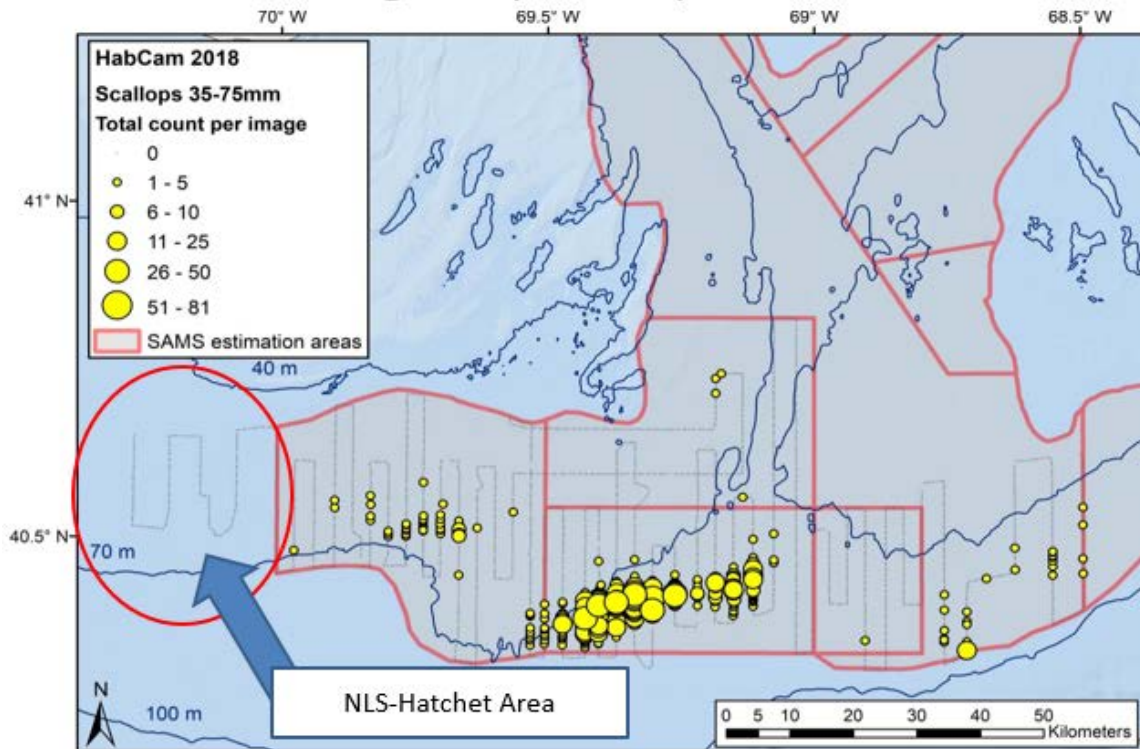 70° W 69.5° W 69° W 68.5° W
HabCam 2018
Scallops 35-75mm
Total count per image
0
1 - 5
6 - 10
11 - 25
26 - 50
51 - 81
SAMS estimation areas
41° N
40 m
40.5° N
70 m
NLS-Hatchet Area
N
100 m
0 5 10 20 30 40 50
Kilometers